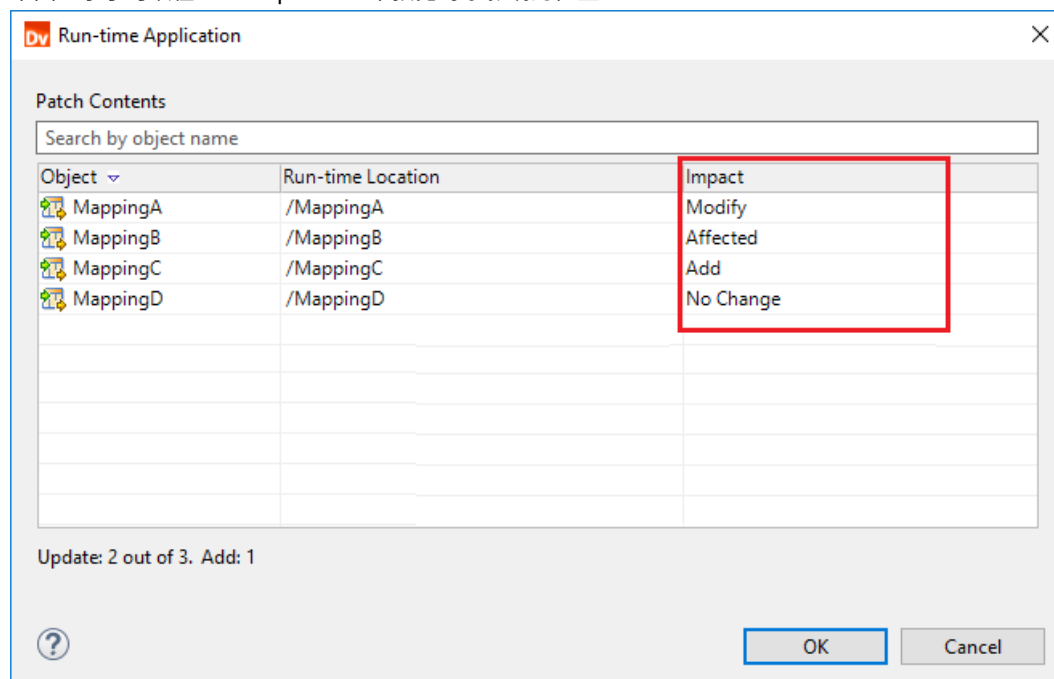 Dv Run-time Application
Patch Contents
Search by object name
Object Run-time Location Impact
MappingA /MappingA Modify
MappingB /MappingB Affected
MappingC /MappingC Add
MappingD /MappingD No Change
Update: 2 out of 3. Add: 1
? OK Cancel